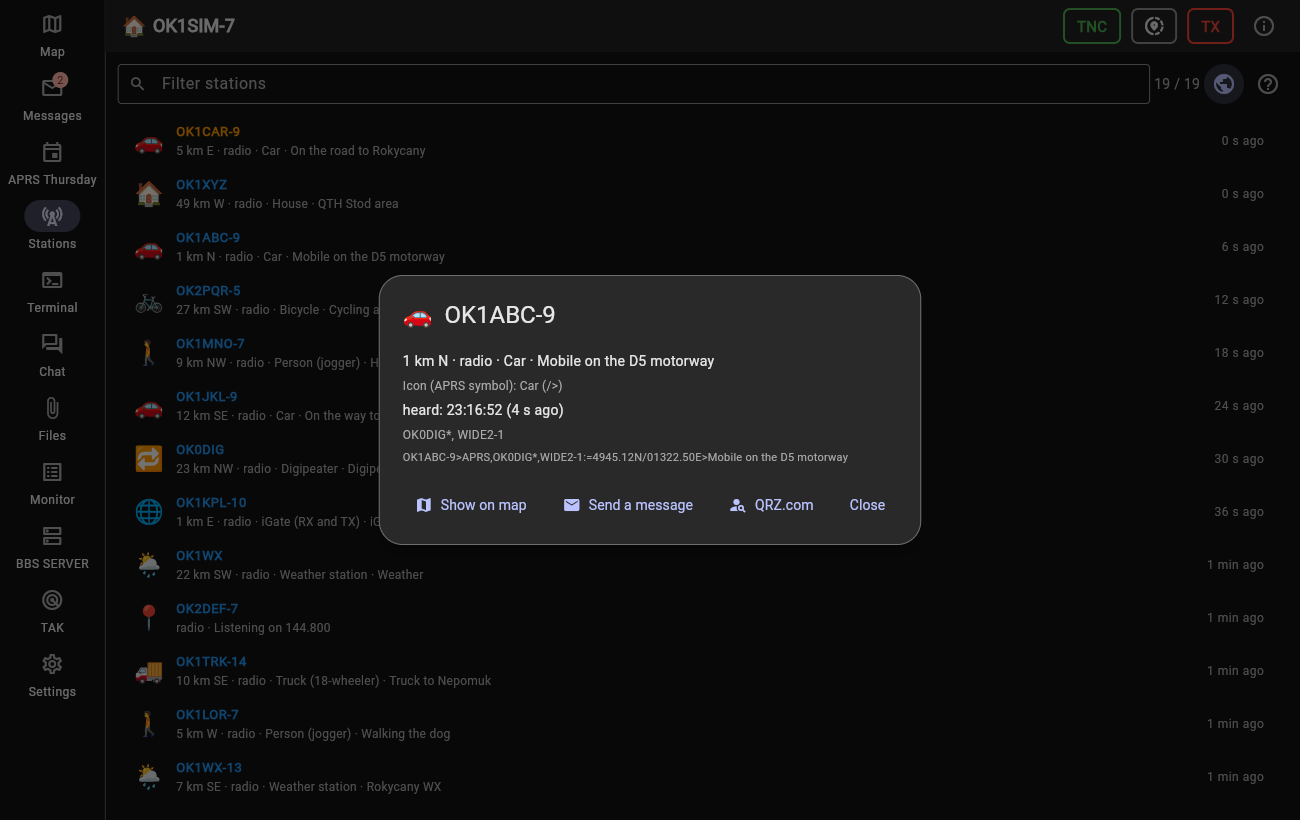 OK1SIM-7
TNC
TX
Map
2
Messages
APRS Thursday
Stations
Terminal
Chat
Files
Monitor
BBS SERVER
TAK
Settings
Filter stations
19 / 19
OK1CAR-9
5 km E · radio · Car · On the road to Rokycany
0 s ago
OK1XYZ
49 km W · radio · House · QTH Stod area
0 s ago
OK1ABC-9
1 km N · radio · Car · Mobile on the D5 motorway
6 s ago
OK2PQR-5
27 km SW · radio · Bicycle · Cycling a
12 s ago
OK1MNO-7
9 km NW · radio · Person (jogger) · H
18 s ago
OK1JKL-9
12 km SE · radio · Car · On the way to
24 s ago
OK0DIG
23 km NW · radio · Digipeater · Digipe
30 s ago
OK1KPL-10
1 km E · radio · iGate (RX and TX) · iG
36 s ago
OK1WX
22 km SW · radio · Weather station · Weather
1 min ago
OK2DEF-7
radio · Listening on 144.800
1 min ago
OK1TRK-14
10 km SE · radio · Truck (18-wheeler) · Truck to Nepomuk
1 min ago
OK1LOR-7
5 km W · radio · Person (jogger) · Walking the dog
1 min ago
OK1WX-13
7 km SE · radio · Weather station · Rokycany WX
1 min ago
OK1ABC-9
1 km N · radio · Car · Mobile on the D5 motorway
Icon (APRS symbol): Car (/>)
heard: 23:16:52 (4 s ago)
OK0DIG*, WIDE2-1
OK1ABC-9>APRS,OK0DIG*,WIDE2-1:=4945.12N/01322.50E>Mobile on the D5 motorway
Show on map
Send a message
QRZ.com
Close